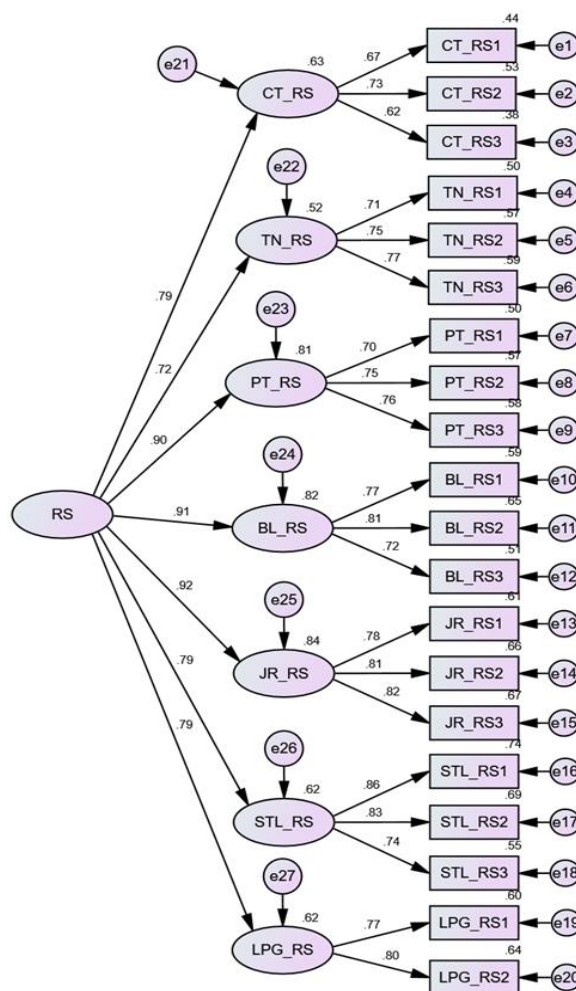 .44
e21 .63 .67 CT_RS1 e1
.53
CT_RS .73 CT_RS2 e2
.38
.62 CT_RS3 e3
e22 .50
.52 .71 TN_RS1 e4
.57
TN_RS .75 TN_RS2 e5
.59
.79 .77 TN_RS3 e6
e23 .50
.81 .70 PT_RS1 e7
.72 .57
PT_RS .75 PT_RS2 e8
.58
.90 .76 PT_RS3 e9
e24 .59
.82 .77 BL_RS1 e10
.65
RS .91 BL_RS .81 BL_RS2 e11
.51
.72 BL_RS3 e12
e25 .61
.92 .84 .78 JR_RS1 e13
.66
.79 JR_RS .81 JR_RS2 e14
.67
.82 JR_RS3 e15
e26 .74
.79 .62 .86 STL_RS1 e16
.69
STL_RS .83 STL_RS2 e17
.55
.74 STL_RS3 e18
e27 .60
.62 .77 LPG_RS1 e19
.64
LPG_RS .80 LPG_RS2 e20